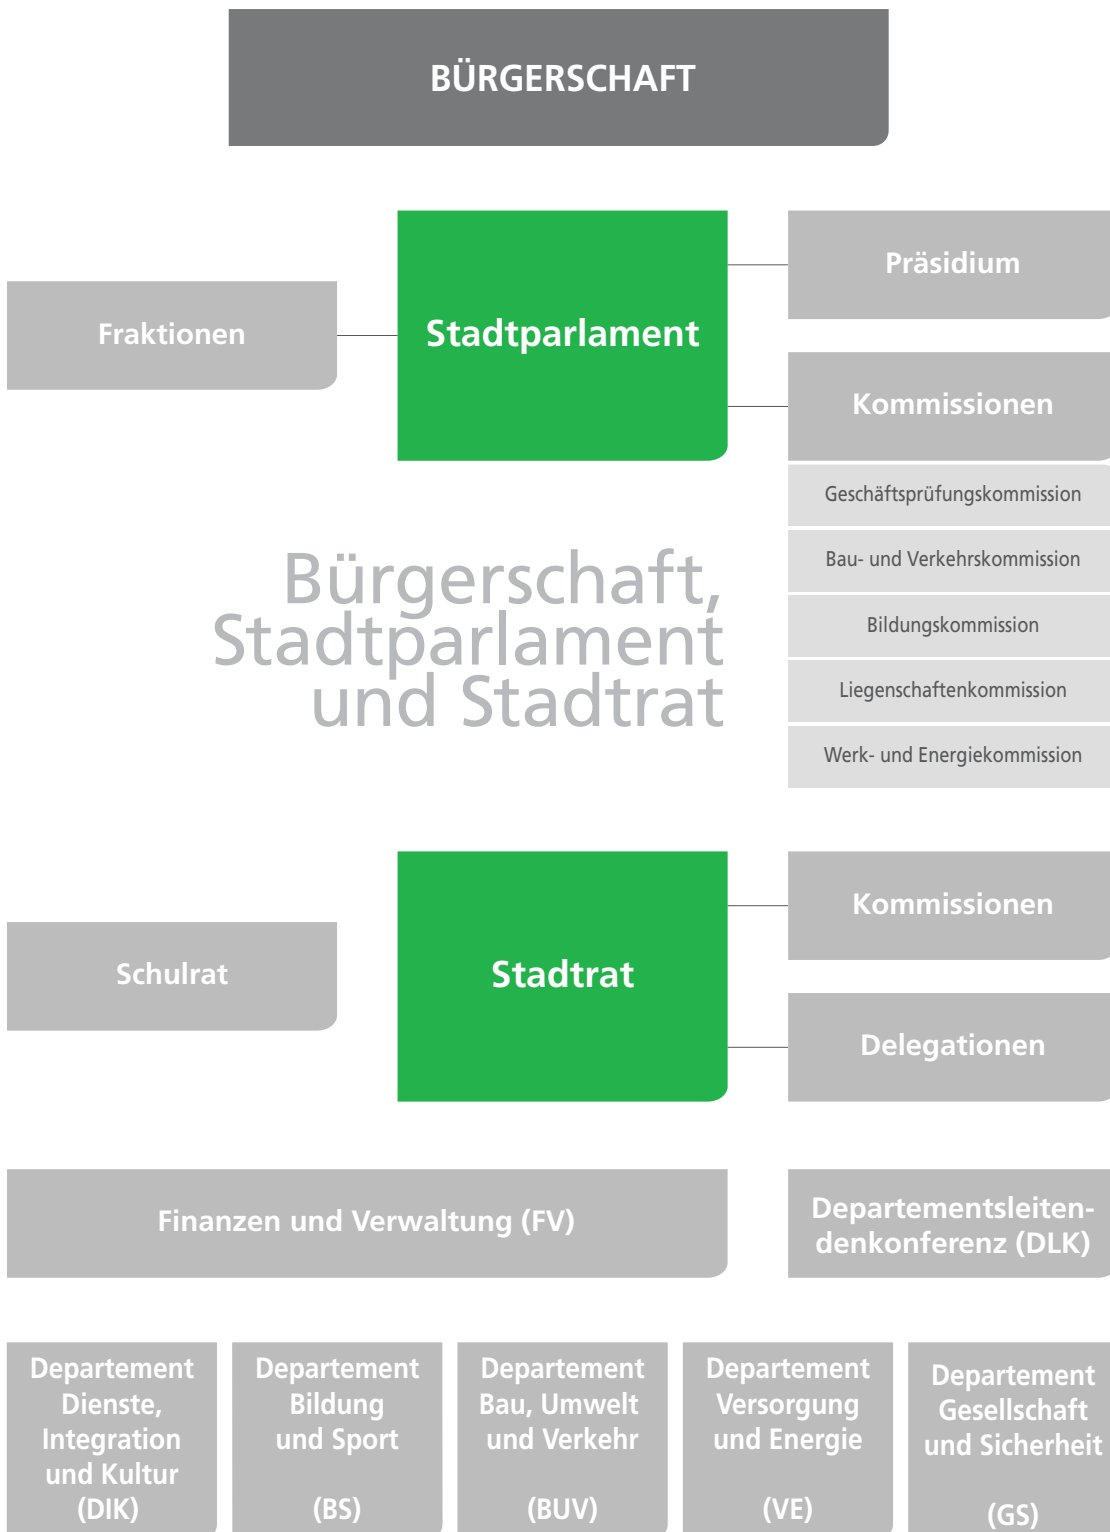 BÜRGERSCHAFT
Fraktionen
Stadtparlament
Präsidium
Kommissionen
Geschäftsprüfungskommission
Bau- und Verkehrskommission
Bildungskommission
Liegenschaftenkommission
Werk- und Energiekommission
Bürgerschaft,
Stadtparlament
und Stadtrat
Schulrat
Stadtrat
Kommissionen
Delegationen
Finanzen und Verwaltung (FV)
Departementsleiten-
denkonferenz (DLK)
Departement
Dienste,
Integration
und Kultur
(DIK)
Departement
Bildung
und Sport
(BS)
Departement
Bau, Umwelt
und Verkehr
(BUV)
Departement
Versorgung
und Energie
(VE)
Departement
Gesellschaft
und Sicherheit
(GS)